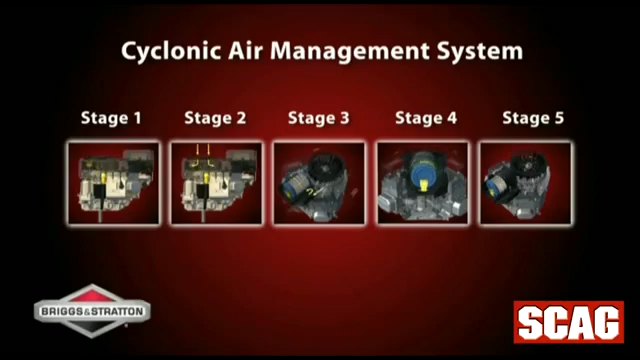 Cyclonic Air Management System
Stage 1 Stage 2 Stage 3 Stage 4 Stage 5
BRIGGS & STRATTON
SCAG